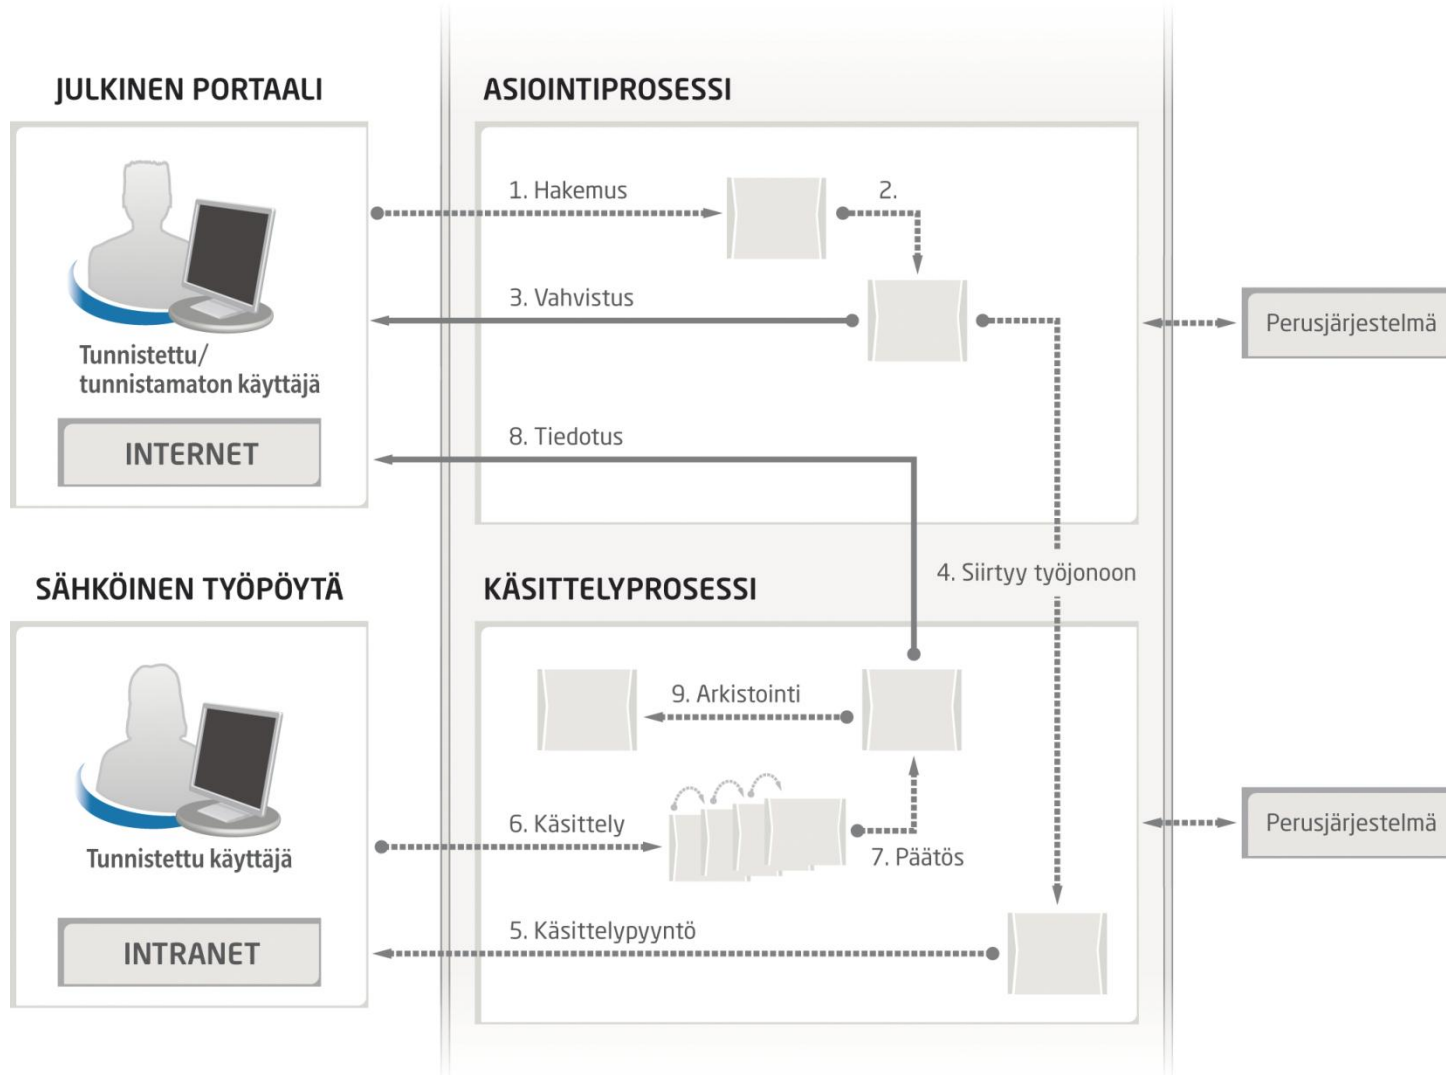 JULKINEN PORTAALI
Tunnistettu/
tunnistamaton käyttäjä
INTERNET
ASIOINTIPROSESSI
1. Hakemus
2.
3. Vahvistus
8. Tiedotus
4. Siirtyy työjonoon
Perusjärjestelmä
SÄHKÖINEN TYÖPÖYTÄ
Tunnistettu käyttäjä
INTRANET
KÄSITTELYPROSESSI
9. Arkistointi
6. Käsittely
7. Päätös
5. Käsittelypyyntö
Perusjärjestelmä